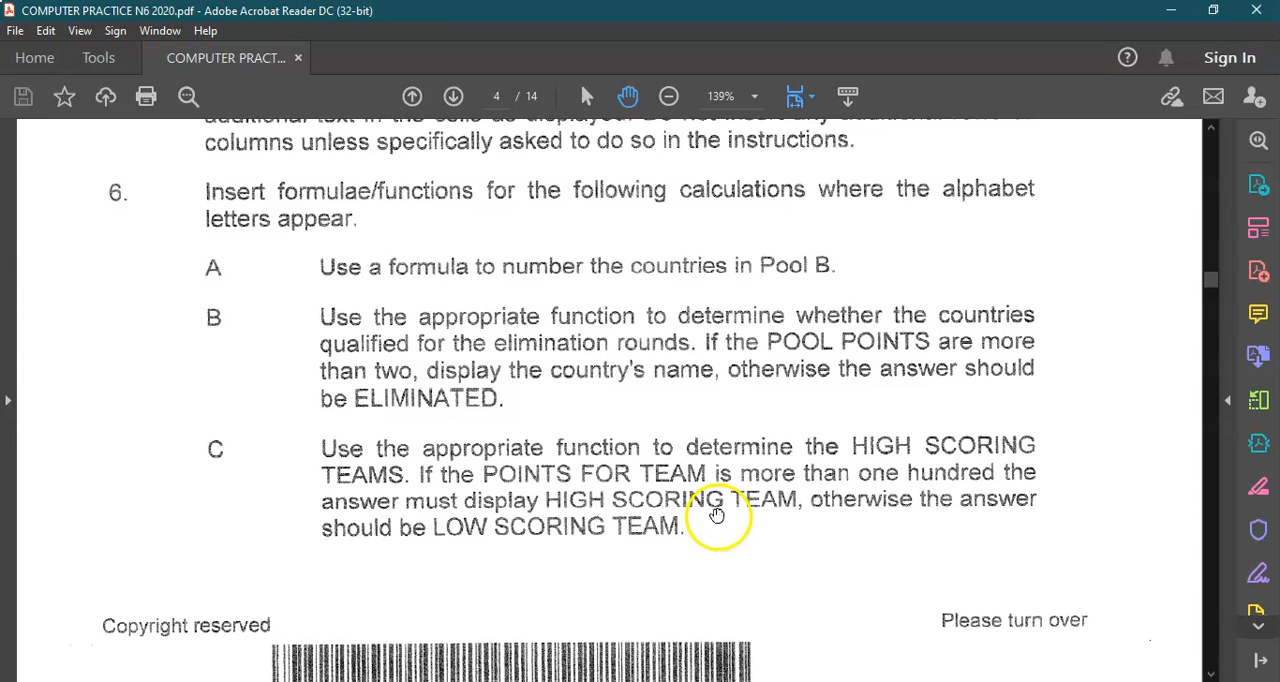 COMPUTER PRACTICE N6 2020.pdf - Adobe Acrobat Reader DC (32-bit)
File Edit View Sign Window Help
Home Tools COMPUTER PRACT... × Sign In
4 / 14 139%
columns unless specifically asked to do so in the instructions.
6. Insert formulae/functions for the following calculations where the alphabet
letters appear.
A Use a formula to number the countries in Pool B.
B Use the appropriate function to determine whether the countries
qualified for the elimination rounds. If the POOL POINTS are more
than two, display the country's name, otherwise the answer should
be ELIMINATED.
C Use the appropriate function to determine the HIGH SCORING
TEAMS. If the POINTS FOR TEAM is more than one hundred the
answer must display HIGH SCORING TEAM, otherwise the answer
should be LOW SCORING TEAM.
Copyright reserved Please turn over